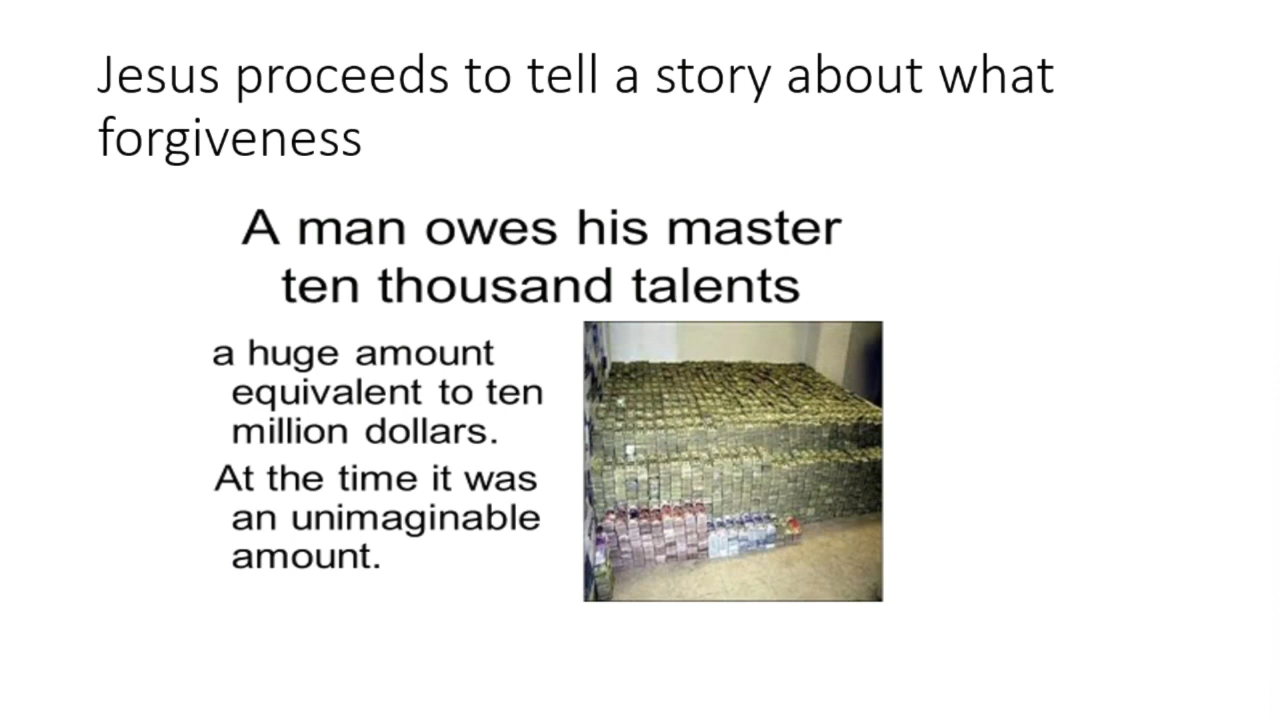 Jesus proceeds to tell a story about what
forgiveness
A man owes his master
ten thousand talents
a huge amount
equivalent to ten
million dollars.
At the time it was
an unimaginable
amount.